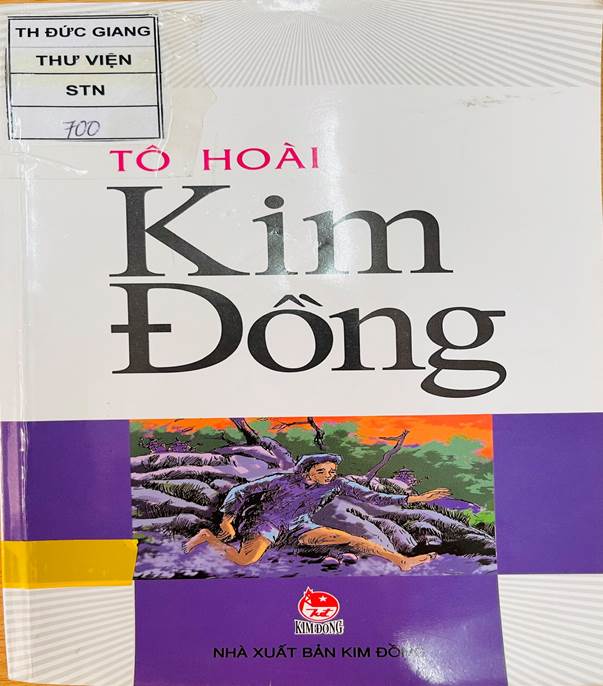 TH ĐỨC GIANG
THƯ VIỆN
STN
700
TÔ HOÀI
Kim
Đồng
KIM ĐỒNG
NHÀ XUẤT BẢN KIM ĐỒNG